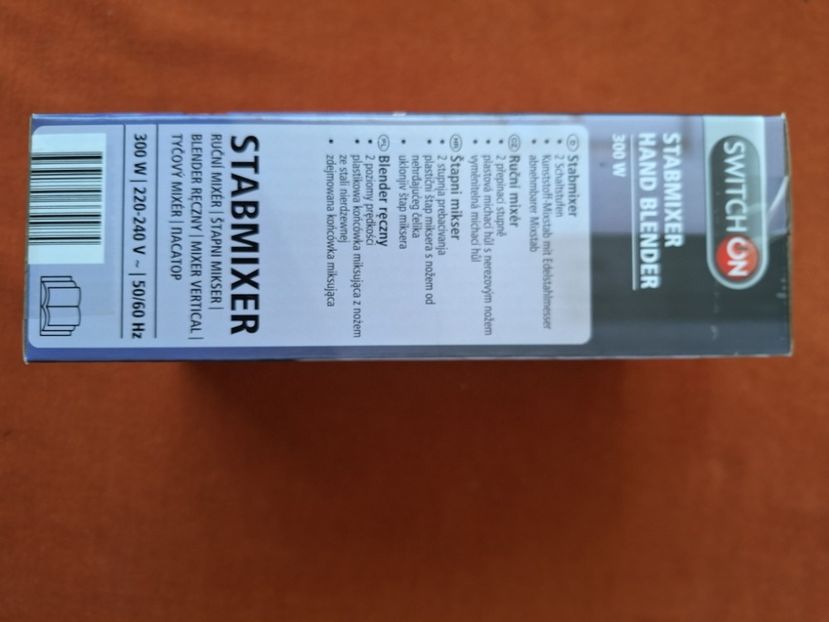 SWITCH ON
STABMIXER
HAND BLENDER
300 W
D Stabmixer
• 2 Schaltstufen
• Kunststoff-Mixstab mit Edelstahlmesser
• abnehmbarer Mixstab
CZ Ruční mixér
• 2 přepínací stupně
• plastová míchací hůl s nerezovým nožem
• vyměnitelná míchací hůl
HR Štapni mikser
• 2 stupnja prebacivanja
• plastični štap miksera s nožem od
nehrđajućeg čelika
• uklonjiv štap miksera
PL Blender ręczny
• 2 poziomy prędkości
• plastikowa końcówka miksująca z nożem
ze stali nierdzewnej
• zdejmowana końcówka miksująca
STABMIXER
RUČNÍ MIXÉR | ŠTAPNI MIKSER |
BLENDER RĘCZNY | MIXER VERTICAL |
TYČOVÝ MIXÉR | ПАСАТОР
300 W | 220-240 V ~ | 50/60 Hz